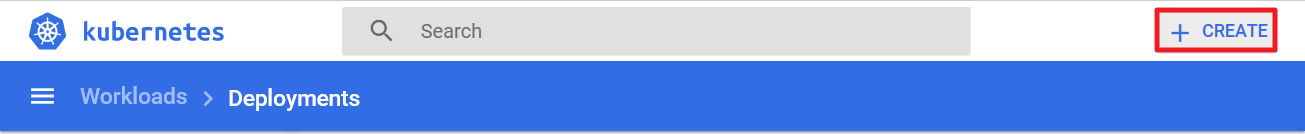 kubernetes Search + CREATE
Workloads > Deployments